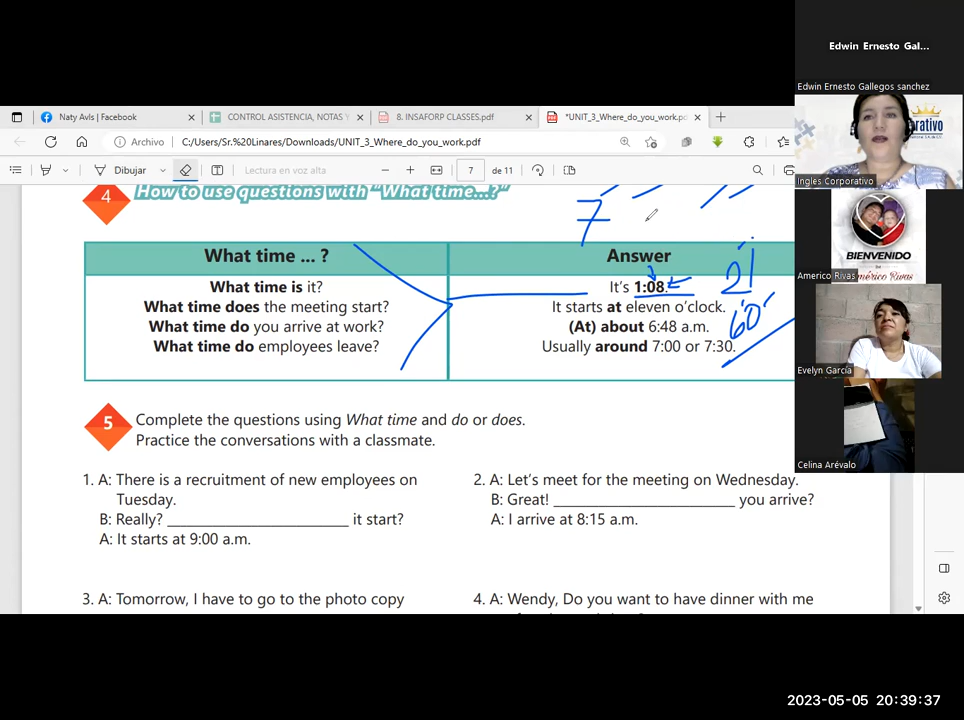 Edwin Ernesto Gal...
Edwin Ernesto Gallegos sanchez
Naty Avls | Facebook
CONTROL ASISTENCIA, NOTAS Y
8. INSAFORP CLASSES.pdf
*UNIT_3_Where_do_you_work.pdf
Archivo
C:/Users/Sr.%20Linares/Downloads/UNIT_3_Where_do_you_work.pdf
Dibujar
Lectura en voz alta
7
de 11
rativo
Ingles Corporativo
4
How to use questions with "What time...?"
7
What time ... ?
Answer
What time is it?
It's 1:08.
What time does the meeting start?
It starts at eleven o'clock.
What time do you arrive at work?
(At) about 6:48 a.m.
What time do employees leave?
Usually around 7:00 or 7:30.
21
60
BIENVENIDO
Americo Rivas
mérico Rivas
Evelyn García
Celina Arévalo
5
Complete the questions using What time and do or does.
Practice the conversations with a classmate.
1. A: There is a recruitment of new employees on
Tuesday.
B: Really? ______________________ it start?
A: It starts at 9:00 a.m.
2. A: Let's meet for the meeting on Wednesday.
B: Great! ______________________ you arrive?
A: I arrive at 8:15 a.m.
3. A: Tomorrow, I have to go to the photo copy
4. A: Wendy, Do you want to have dinner with me
2023-05-05 20:39:37